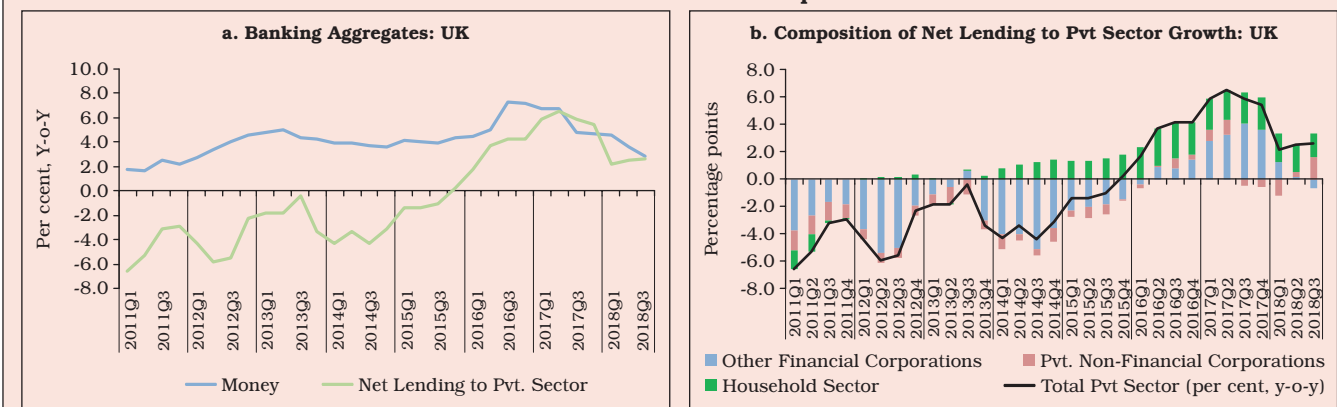 a. Banking Aggregates: UK
10.0
8.0
6.0
4.0
2.0
0.0
-2.0
-4.0
-6.0
-8.0
Per ccent, Y-o-Y
2011Q1
2011Q3
2012Q1
2012Q3
2013Q1
2013Q3
2014Q1
2014Q3
2015Q1
2015Q3
2016Q1
2016Q3
2017Q1
2017Q3
2018Q1
2018Q3
Money
Net Lending to Pvt. Sector
b. Composition of Net Lending to Pvt Sector Growth: UK
8.0
6.0
4.0
2.0
0.0
-2.0
-4.0
-6.0
-8.0
Percentage points
2011Q1
2011Q2
2011Q3
2011Q4
2012Q1
2012Q2
2012Q3
2012Q4
2013Q1
2013Q2
2013Q3
2013Q4
2014Q1
2014Q2
2014Q3
2014Q4
2015Q1
2015Q2
2015Q3
2015Q4
2016Q1
2016Q2
2016Q3
2016Q4
2017Q1
2017Q2
2017Q3
2017Q4
2018Q1
2018Q2
2018Q3
Other Financial Corporations
Pvt. Non-Financial Corporations
Household Sector
Total Pvt Sector (per cent, y-o-y)